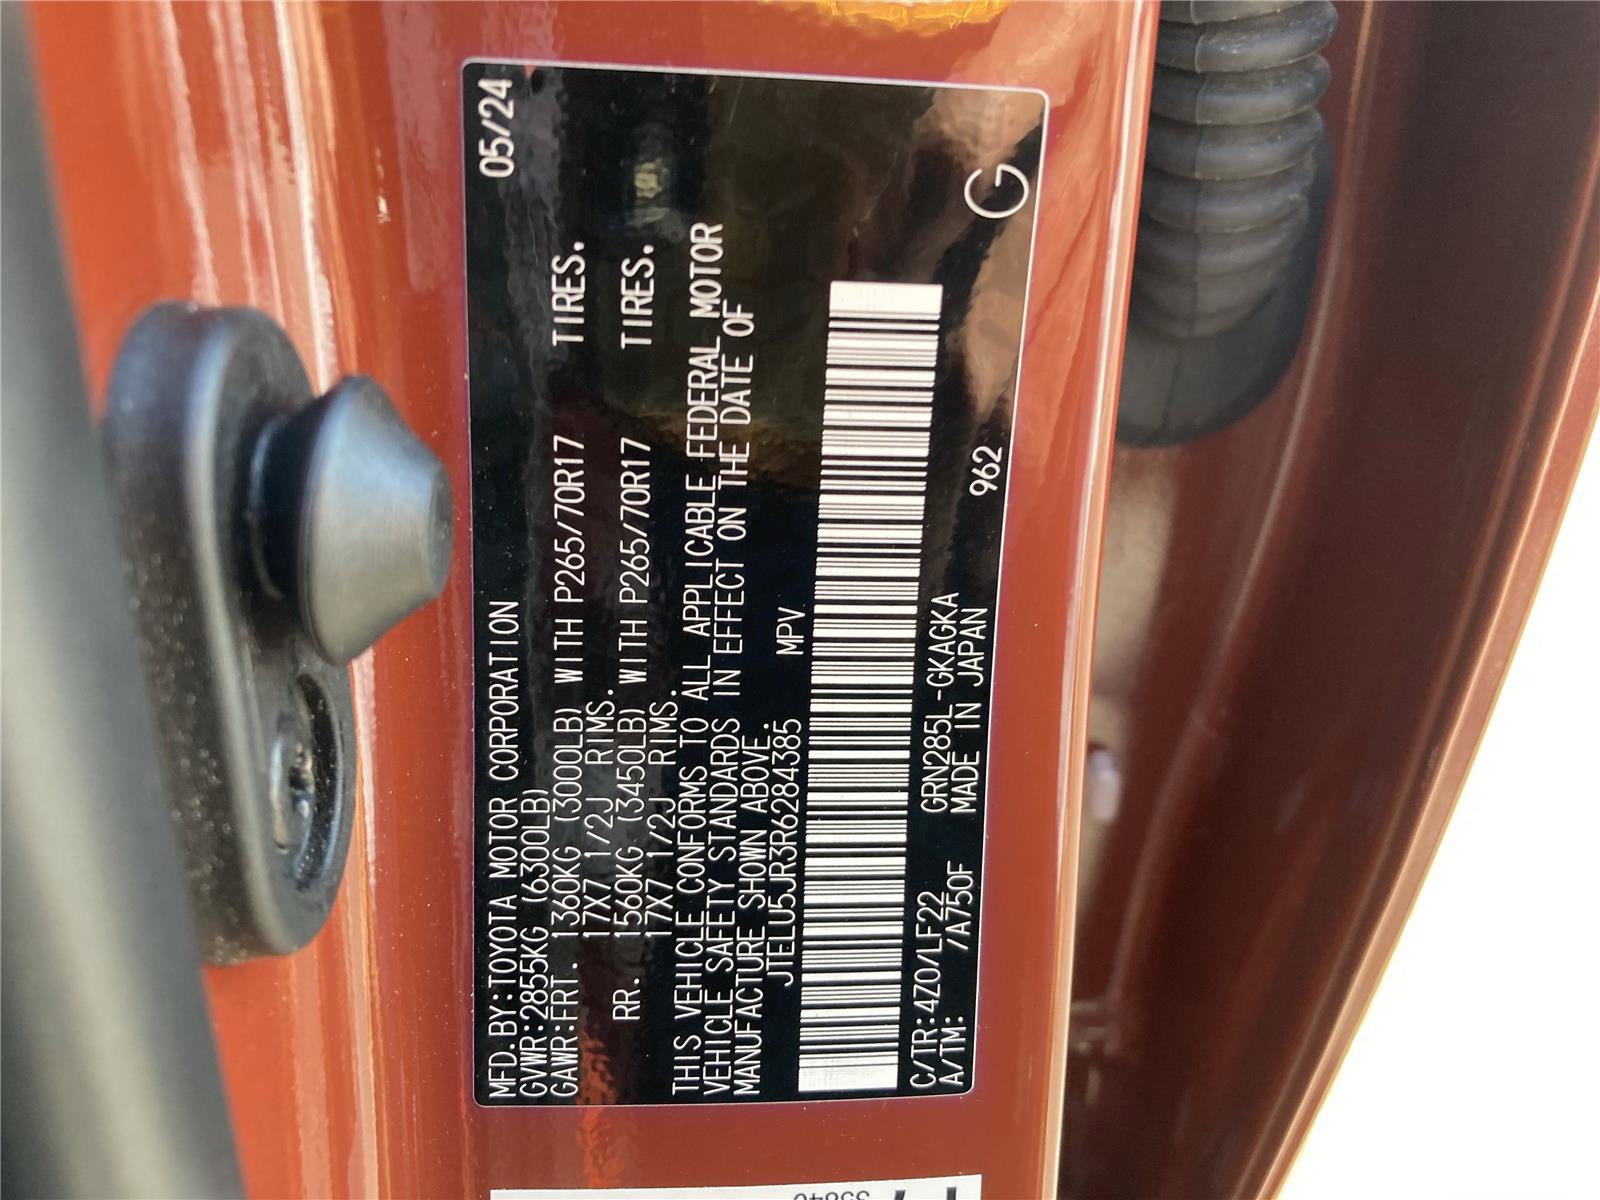 05/24
MFD.BY:TOYOTA MOTOR CORPORATION
GVWR:2855KG (6300LB)
GAWR:FRT. 1360KG (3000LB) WITH P265/70R17 TIRES.
17X7 1/2J RIMS.
RR. 1560KG (3450LB) WITH P265/70R17 TIRES.
17X7 1/2J RIMS.
THIS VEHICLE CONFORMS TO ALL APPLICABLE FEDERAL MOTOR
VEHICLE SAFETY STANDARDS IN EFFECT ON THE DATE OF
MANUFACTURE SHOWN ABOVE.
JTELU5JR3R6284385 MPV
C/TR:4Z0/LF22 GRN285L-GKAGKA
A/TM: /A750F MADE IN JAPAN 962 G